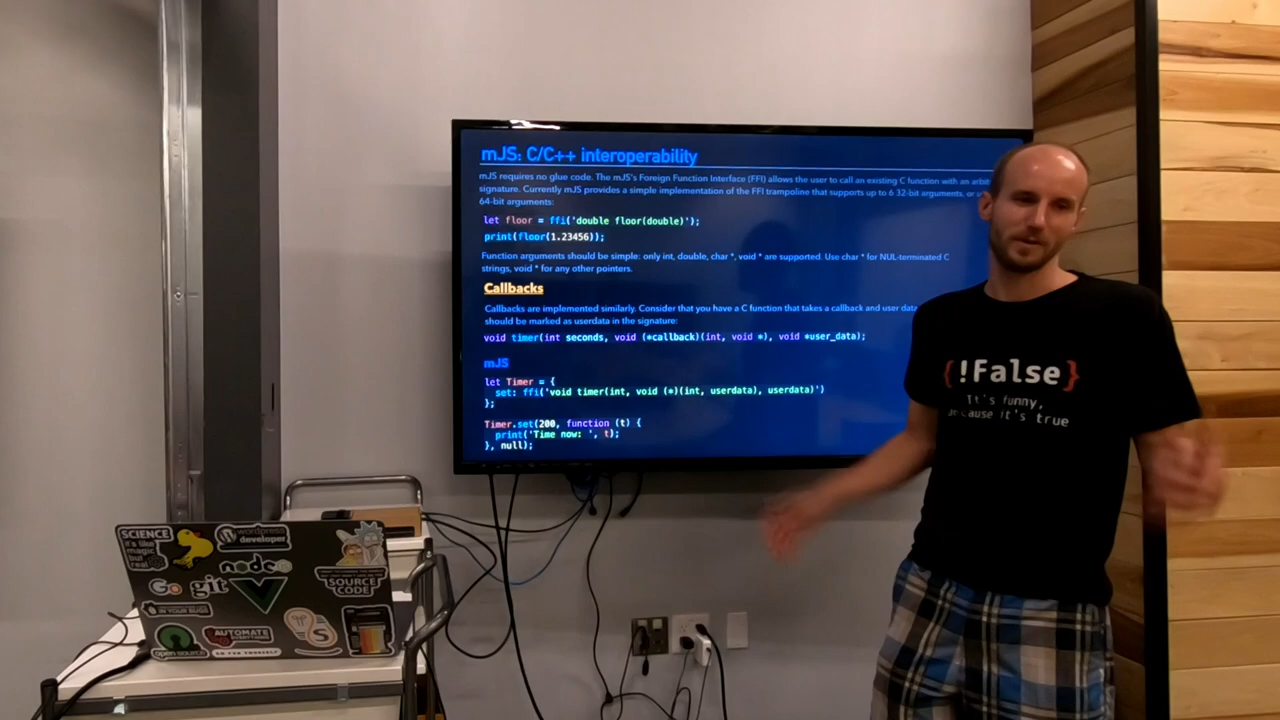 mJS: C/C++ interoperability
mJS requires no glue code. The mJS's Foreign Function Interface (FFI) allows the user to call an existing C function with an
signature. Currently mJS provides a simple implementation of the FFI trampoline that supports up to 6 32-bit arguments, or
64-bit arguments:
let floor = ffi('double floor(double)');
print(floor(1.23456));
Function arguments should be simple: only int, double, char *, void * are supported. Use char * for NUL-terminated C
strings, void * for any other pointers.
Callbacks
Callbacks are implemented similarly. Consider that you have a C function that takes a callback and user data
should be marked as userdata in the signature:
void timer(int seconds, void (*callback)(int, void *), void *user_data);
mJS
let Timer = {
set: ffi('void timer(int, void (*)(int, userdata), userdata)')
};
Timer.set(200, function (t) {
print('Time now: ', t);
}, null);
{!False}
It's funny,
because it's true
SCIENCE
it's like
magic
but real
wordpress
developer
node
Go
git
SOURCE
CODE
IN YOUR BUGS
open source
AUTOMATE
EVERYTHING
GO FSK YOURSELF
S